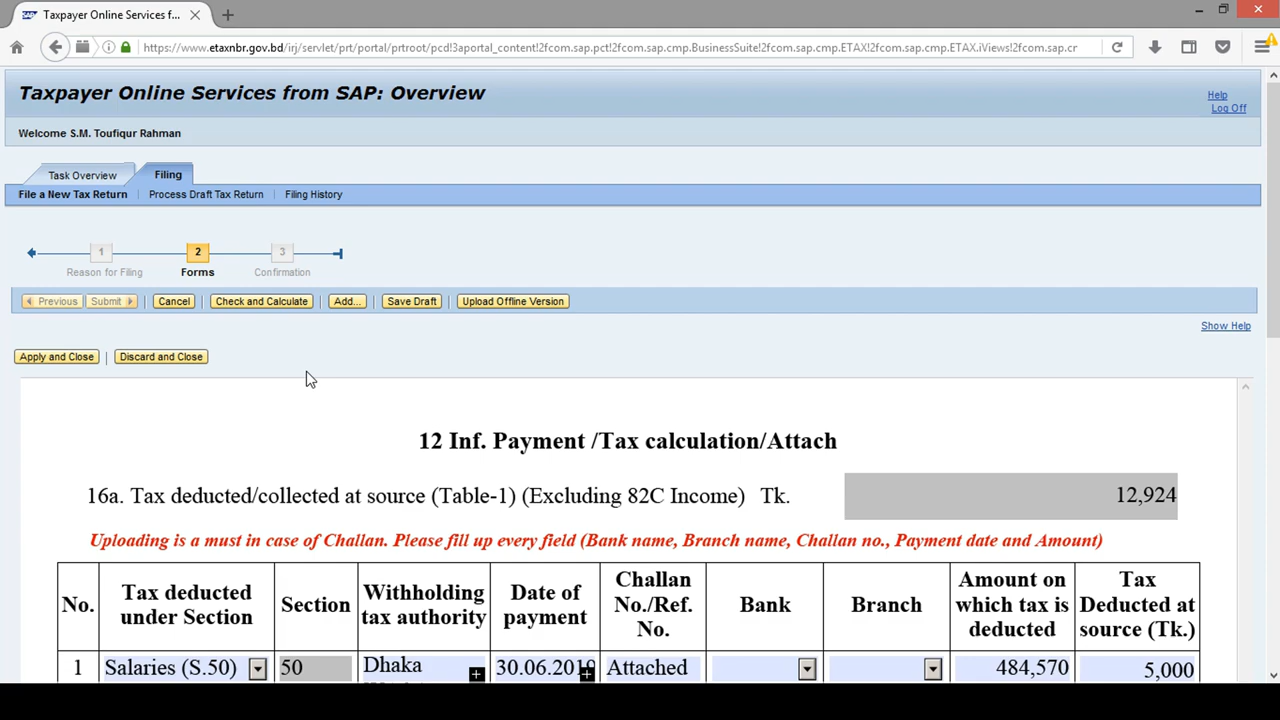 Taxpayer Online Services f...
https://www.etaxnbr.gov.bd/irj/servlet/prt/portal/prtroot/pcd!3aportal_content!2fcom.sap.pct!2fcom.sap.cmp.BusinessSuite!2fcom.sap.cmp.ETAX!2fcom.sap.cmp.ETAX.iViews!2fcom.sap.cr
Taxpayer Online Services from SAP: Overview
Help
Log Off
Welcome S.M. Toufiqur Rahman
Task Overview Filing
File a New Tax Return Process Draft Tax Return Filing History
1 2 3
Reason for Filing Forms Confirmation
Previous Submit Cancel Check and Calculate Add... Save Draft Upload Offline Version
Show Help
Apply and Close Discard and Close
12 Inf. Payment /Tax calculation/Attach
16a. Tax deducted/collected at source (Table-1) (Excluding 82C Income) Tk. 12,924
Uploading is a must in case of Challan. Please fill up every field (Bank name, Branch name, Challan no., Payment date and Amount)
No. Tax deducted under Section Section Withholding tax authority Date of payment Challan No./Ref. No. Bank Branch Amount on which tax is deducted Tax Deducted at source (Tk.)
1 Salaries (S.50) 50 Dhaka 30.06.2019 Attached 484,570 5,000